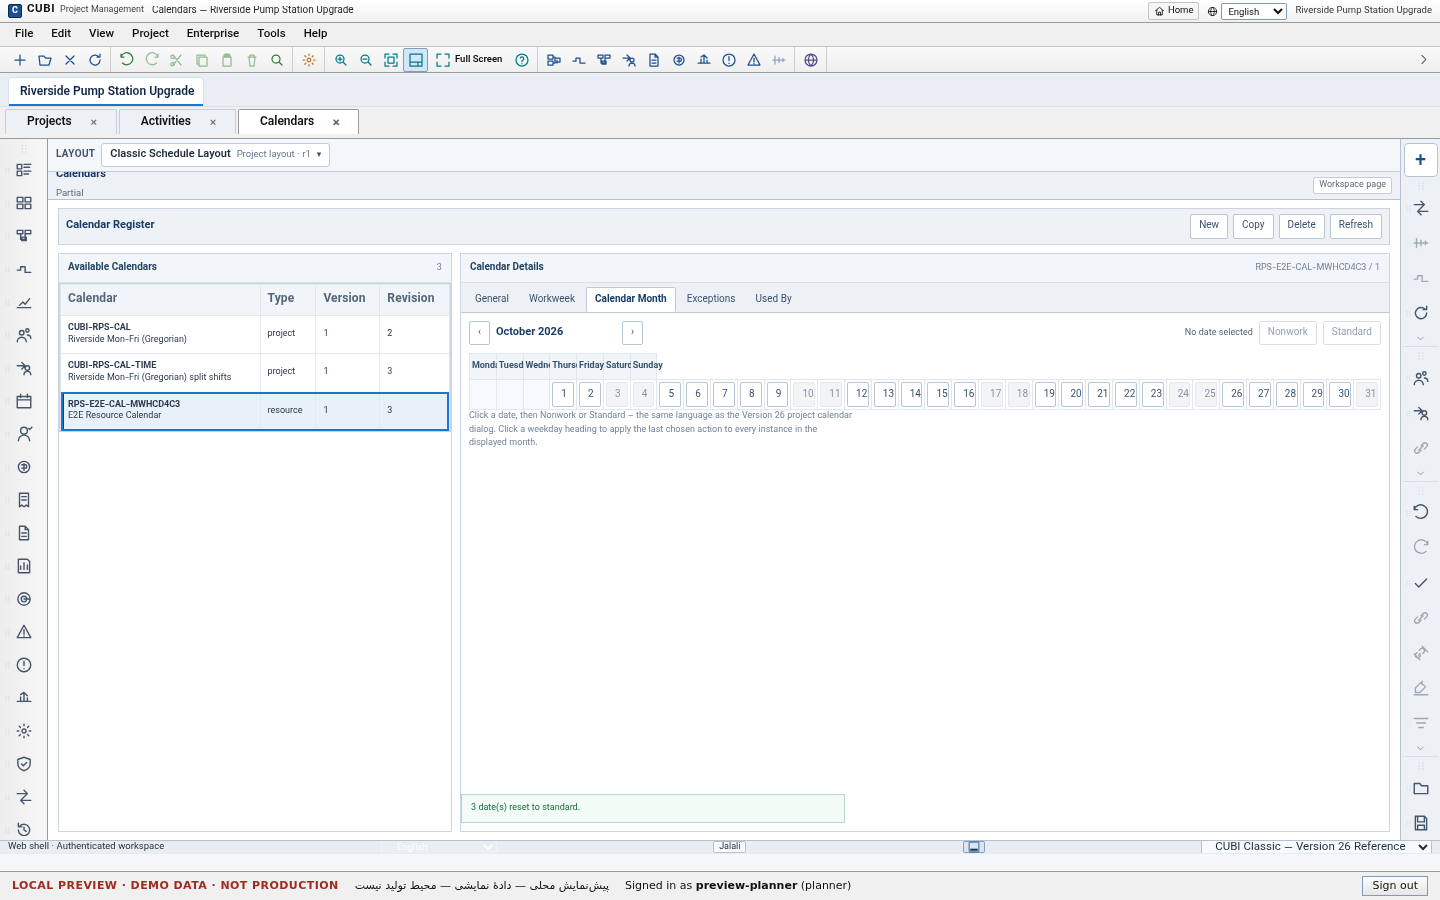 CUBI Project Management Calendars — Riverside Pump Station Upgrade
Home English Riverside Pump Station Upgrade
File Edit View Project Enterprise Tools Help
Full Screen
Riverside Pump Station Upgrade
Projects × Activities × Calendars ×
LAYOUT Classic Schedule Layout Project layout · r1
Calendars
Partial
Workspace page
Calendar Register
New Copy Delete Refresh
Available Calendars 3
Calendar Type Version Revision
CUBI-RPS-CAL
Riverside Mon-Fri (Gregorian)
project 1 2
CUBI-RPS-CAL-TIME
Riverside Mon-Fri (Gregorian) split shifts
project 1 3
RPS-E2E-CAL-MWHCD4C3
E2E Resource Calendar
resource 1 3
Calendar Details RPS-E2E-CAL-MWHCD4C3 / 1
General Workweek Calendar Month Exceptions Used By
‹ October 2026 › No date selected Nonwork Standard
Mond Tuesd Wedne Thurs Friday Saturc Sunday
1 2 3 4 5 6 7 8 9 10 11 12 13 14 15 16 17 18 19 20 21 22 23 24 25 26 27 28 29 30 31
Click a date, then Nonwork or Standard – the same language as the Version 26 project calendar
dialog. Click a weekday heading to apply the last chosen action to every instance in the
displayed month.
3 date(s) reset to standard.
Web shell · Authenticated workspace English Jalali CUBI Classic — Version 26 Reference
LOCAL PREVIEW · DEMO DATA · NOT PRODUCTION پیش‌نمایش محلی — دادهٔ نمایشی — محیط تولید نیست Signed in as preview-planner (planner) Sign out